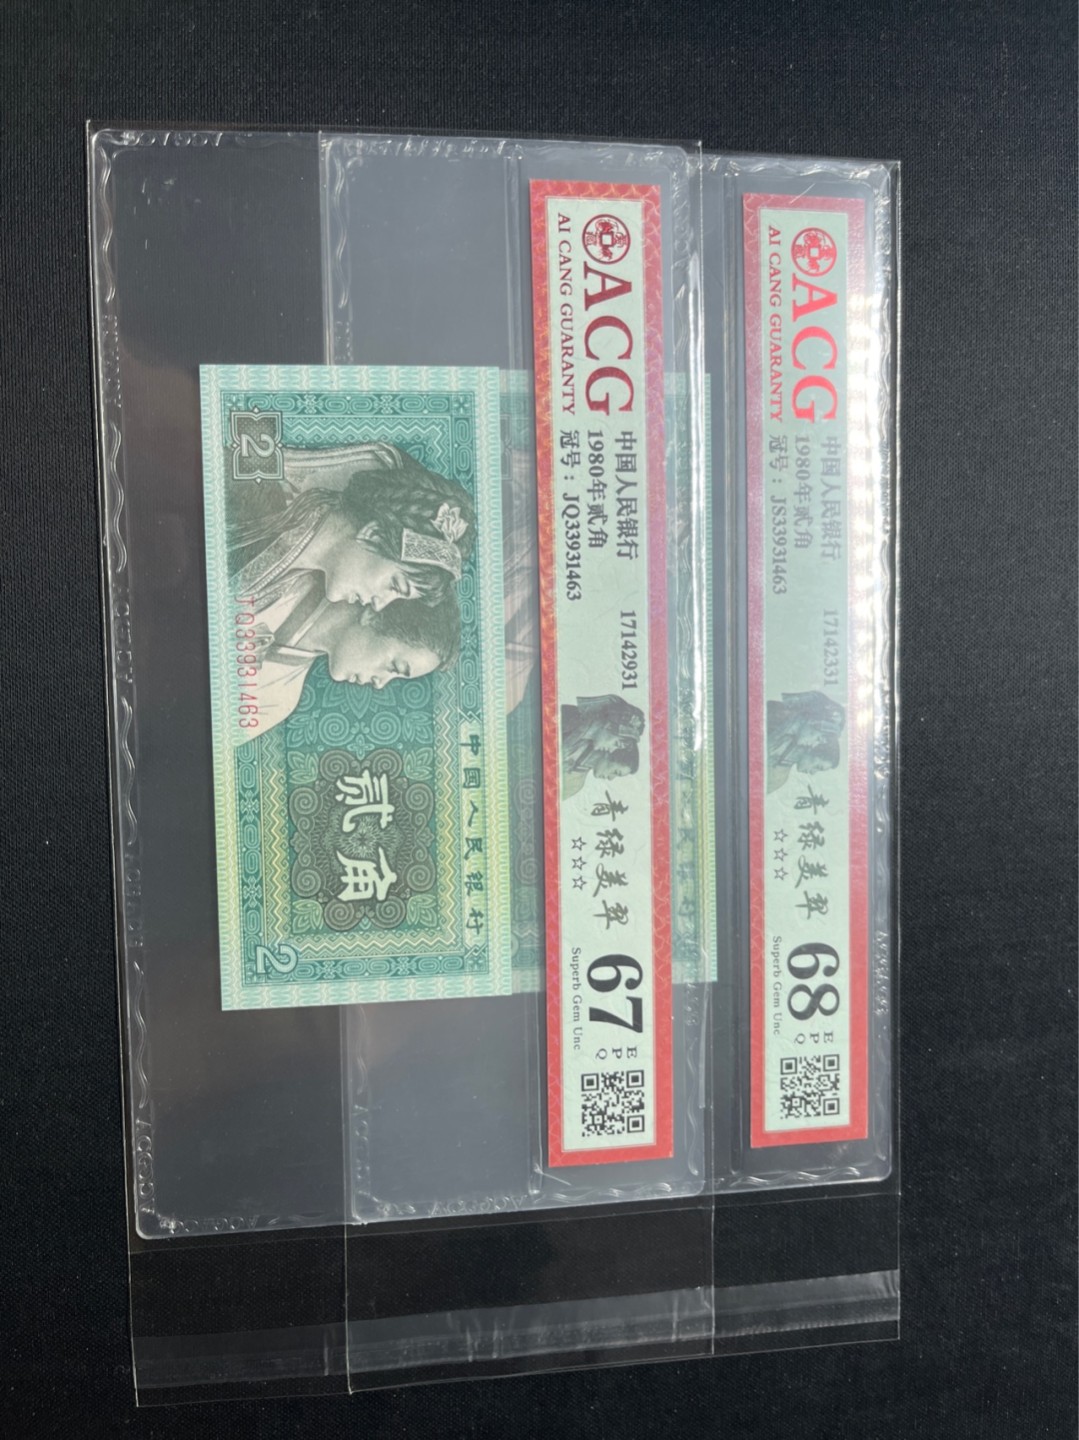 ACG
AI CANG GUARANTY
中国人民银行
1980年贰角
冠号：JS33931463
17142331
青绿美翠
☆☆☆
68
EPQ
Superb Gem Unc
ACG
AI CANG GUARANTY
中国人民银行
1980年贰角
冠号：JQ33931463
17142931
青绿美翠
☆☆☆
67
EPQ
Superb Gem Unc
中国人民银行
贰角
2
2
JQ33931463